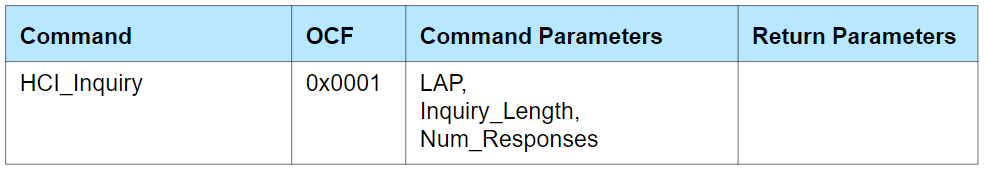 Command OCF Command Parameters Return Parameters
HCI_Inquiry 0x0001 LAP,
Inquiry_Length,
Num_Responses